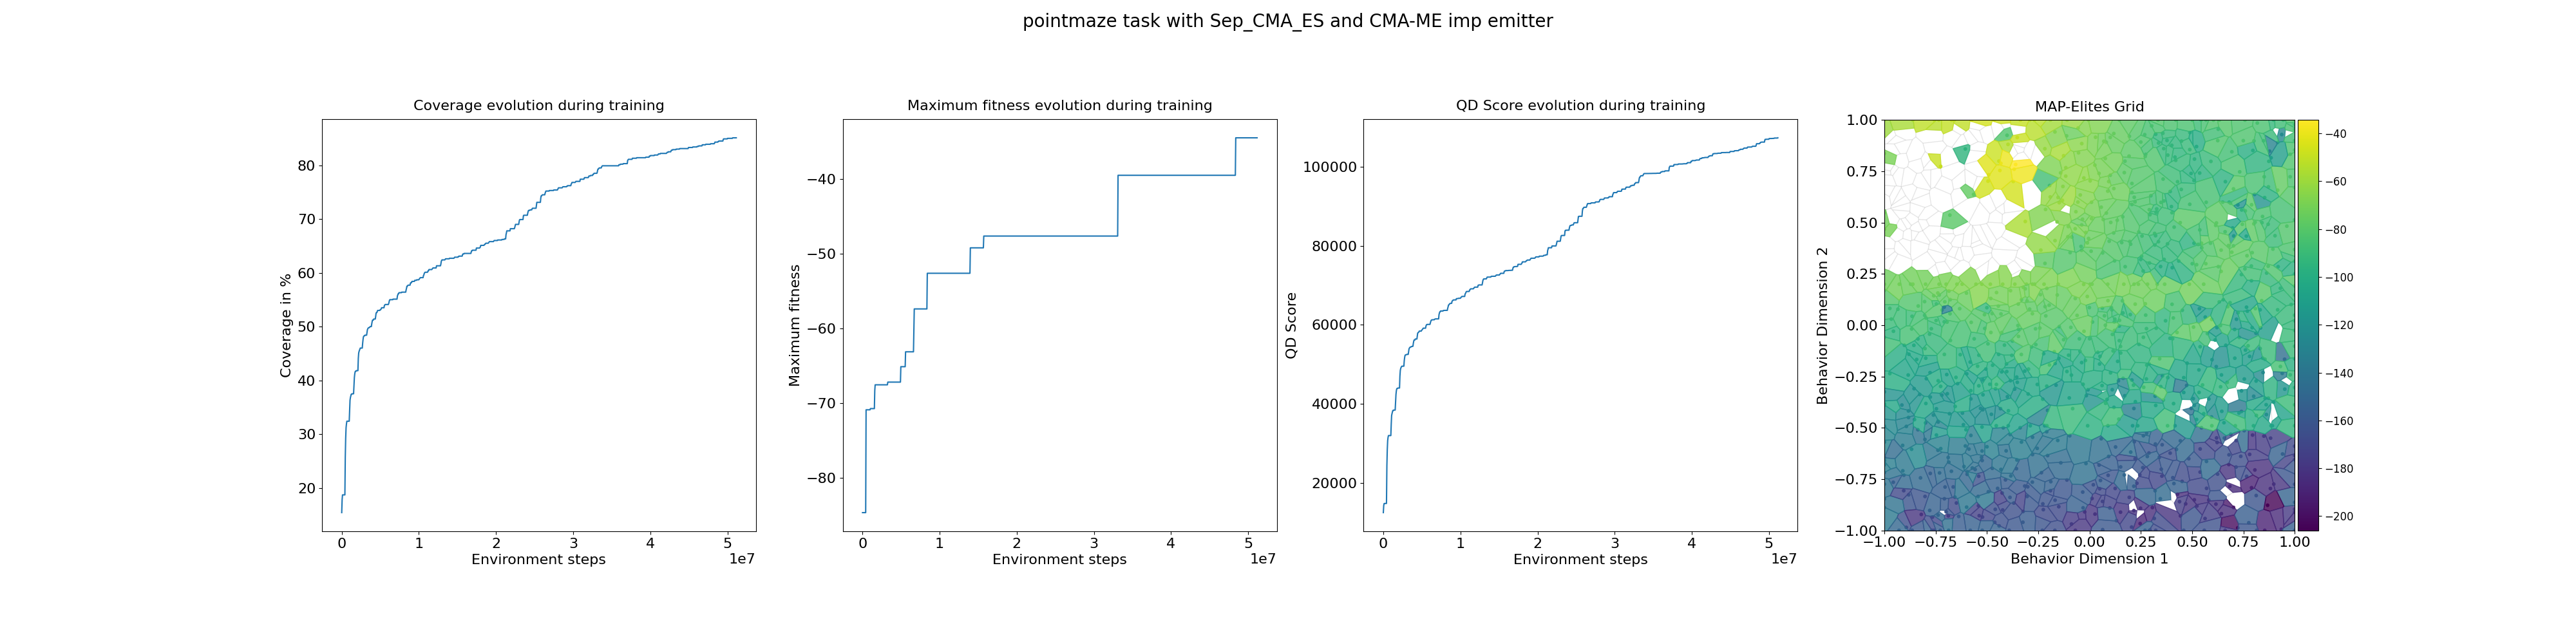 pointmaze task with Sep_CMA_ES and CMA-ME imp emitter
Coverage evolution during training
Coverage in %
80
70
60
50
40
30
20
0 1 2 3 4 5
1e7
Environment steps
Maximum fitness evolution during training
Maximum fitness
−40
−50
−60
−70
−80
0 1 2 3 4 5
1e7
Environment steps
QD Score evolution during training
QD Score
100000
80000
60000
40000
20000
0 1 2 3 4 5
1e7
Environment steps
MAP-Elites Grid
Behavior Dimension 2
1.00
0.75
0.50
0.25
0.00
−0.25
−0.50
−0.75
−1.00
−1.00 −0.75 −0.50 −0.25 0.00 0.25 0.50 0.75 1.00
Behavior Dimension 1
−40
−60
−80
−100
−120
−140
−160
−180
−200